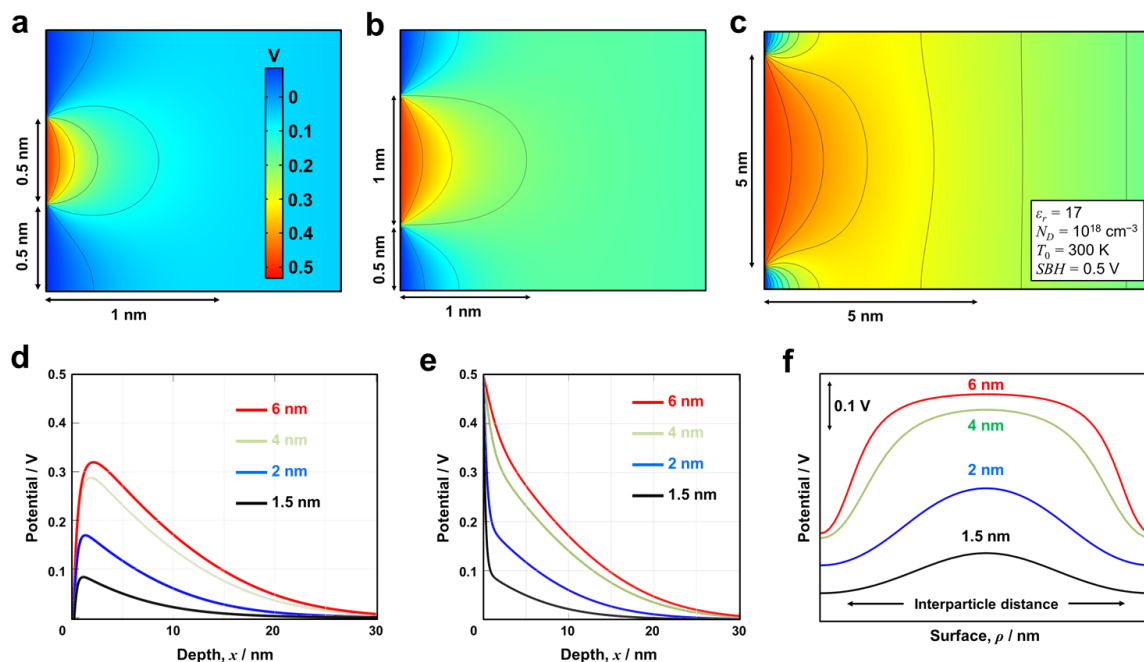 a
V
0
0.1
0.2
0.3
0.4
0.5
0.5 nm
0.5 nm
1 nm
b
1 nm
0.5 nm
1 nm
c
5 nm
5 nm
εr = 17
ND = 10¹⁸ cm⁻³
T0 = 300 K
SBH = 0.5 V
d
Potential / V
0.5
0.4
0.3
0.2
0.1
0
10
20
30
6 nm
4 nm
2 nm
1.5 nm
Depth, x / nm
e
Potential / V
0.5
0.4
0.3
0.2
0.1
0
10
20
30
6 nm
4 nm
2 nm
1.5 nm
Depth, x / nm
f
Potential / V
0.1 V
6 nm
4 nm
2 nm
1.5 nm
Interparticle distance
Surface, ρ / nm